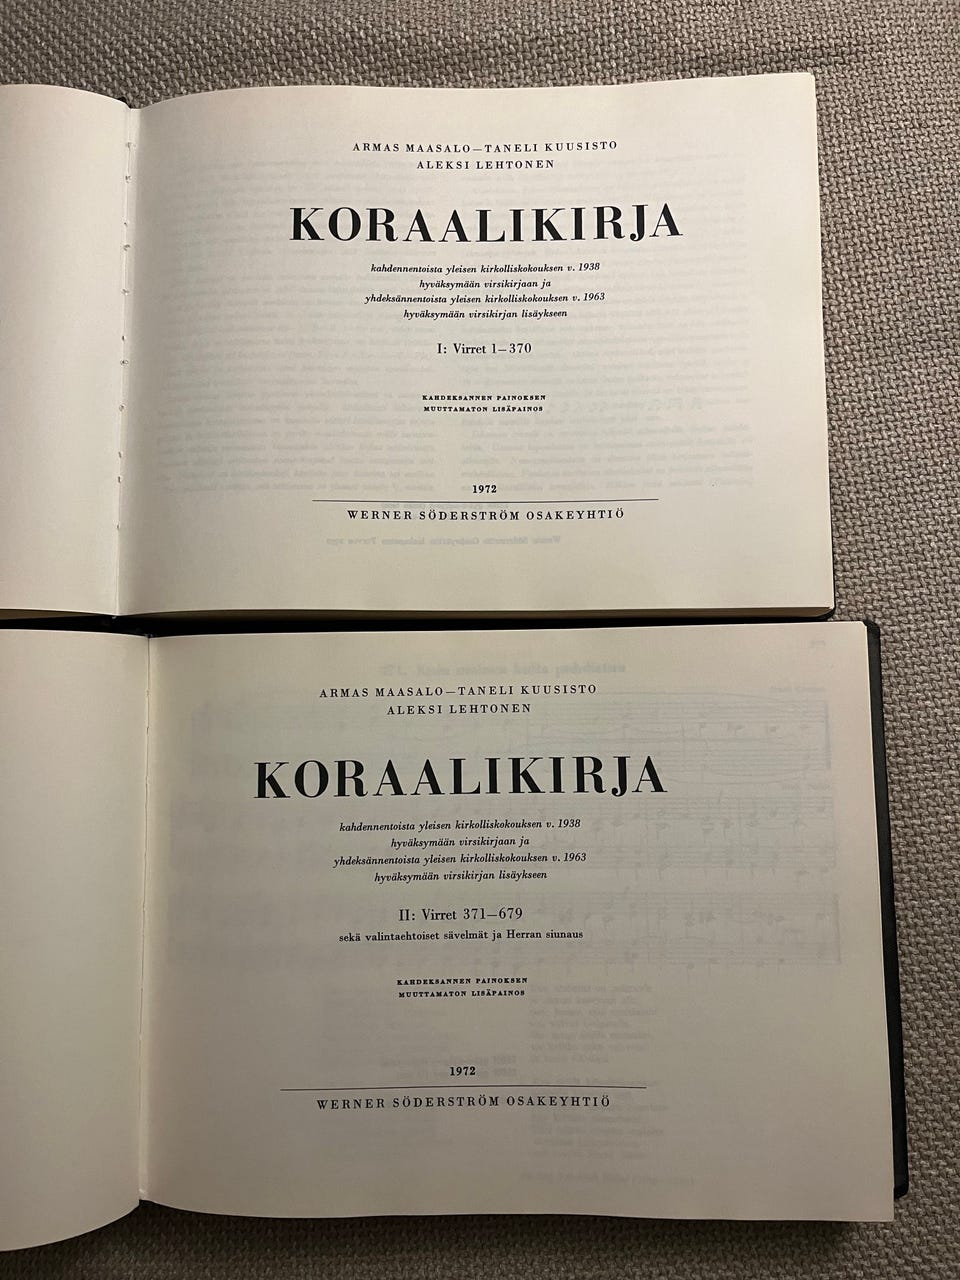 ARMAS MAASALO—TANELI KUUSISTO
ALEKSI LEHTONEN
KORAALIKIRJA
kahdennentoista yleisen kirkolliskokouksen v. 1938
hyväksymään virsikirjaan ja
yhdeksännentoista yleisen kirkolliskokouksen v. 1963
hyväksymään virsikirjan lisäykseen
I: Virret 1—370
KAHDEKSANNEN PAINOKSEN
MUUTTAMATON LISÄPAINOS
1972
WERNER SÖDERSTRÖM OSAKEYHTIÖ
ARMAS MAASALO—TANELI KUUSISTO
ALEKSI LEHTONEN
KORAALIKIRJA
kahdennentoista yleisen kirkolliskokouksen v. 1938
hyväksymään virsikirjaan ja
yhdeksännentoista yleisen kirkolliskokouksen v. 1963
hyväksymään virsikirjan lisäykseen
II: Virret 371—679
sekä valintaehtoiset sävelmät ja Herran siunaus
KAHDEKSANNEN PAINOKSEN
MUUTTAMATON LISÄPAINOS
1972
WERNER SÖDERSTRÖM OSAKEYHTIÖ